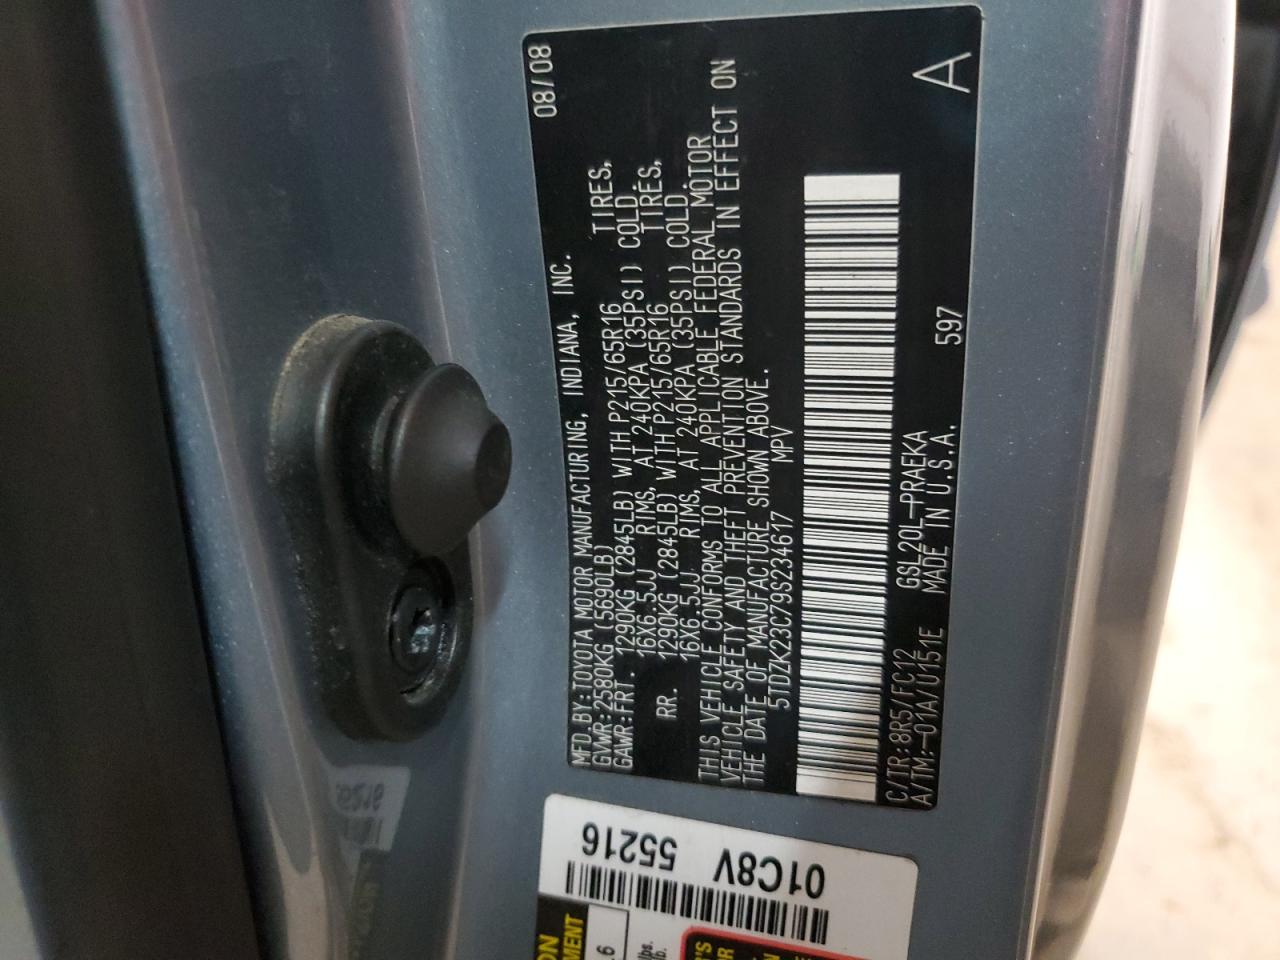 MFD. BY: TOYOTA MOTOR MANUFACTURING, INDIANA, INC. 08/08
GVWR: 2580KG (5690LB)
GAWR: FRT. 1290KG (2845LB) WITH P215/65R16 TIRES,
16X6.5JJ RIMS, AT 240KPA (35PSI) COLD.
RR. 1290KG (2845LB) WITH P215/65R16 TIRES,
16X6.5JJ RIMS, AT 240KPA (35PSI) COLD.
THIS VEHICLE CONFORMS TO ALL APPLICABLE FEDERAL MOTOR
VEHICLE SAFETY AND THEFT PREVENTION STANDARDS IN EFFECT ON
THE DATE OF MANUFACTURE SHOWN ABOVE.
5TDZK23C79S234617 MPV
C/TR: 8R5/FC12 GSL20L-PRAEKA 597 A
A/TM: -01A/U151E MADE IN U.S.A.
01C8V
55216